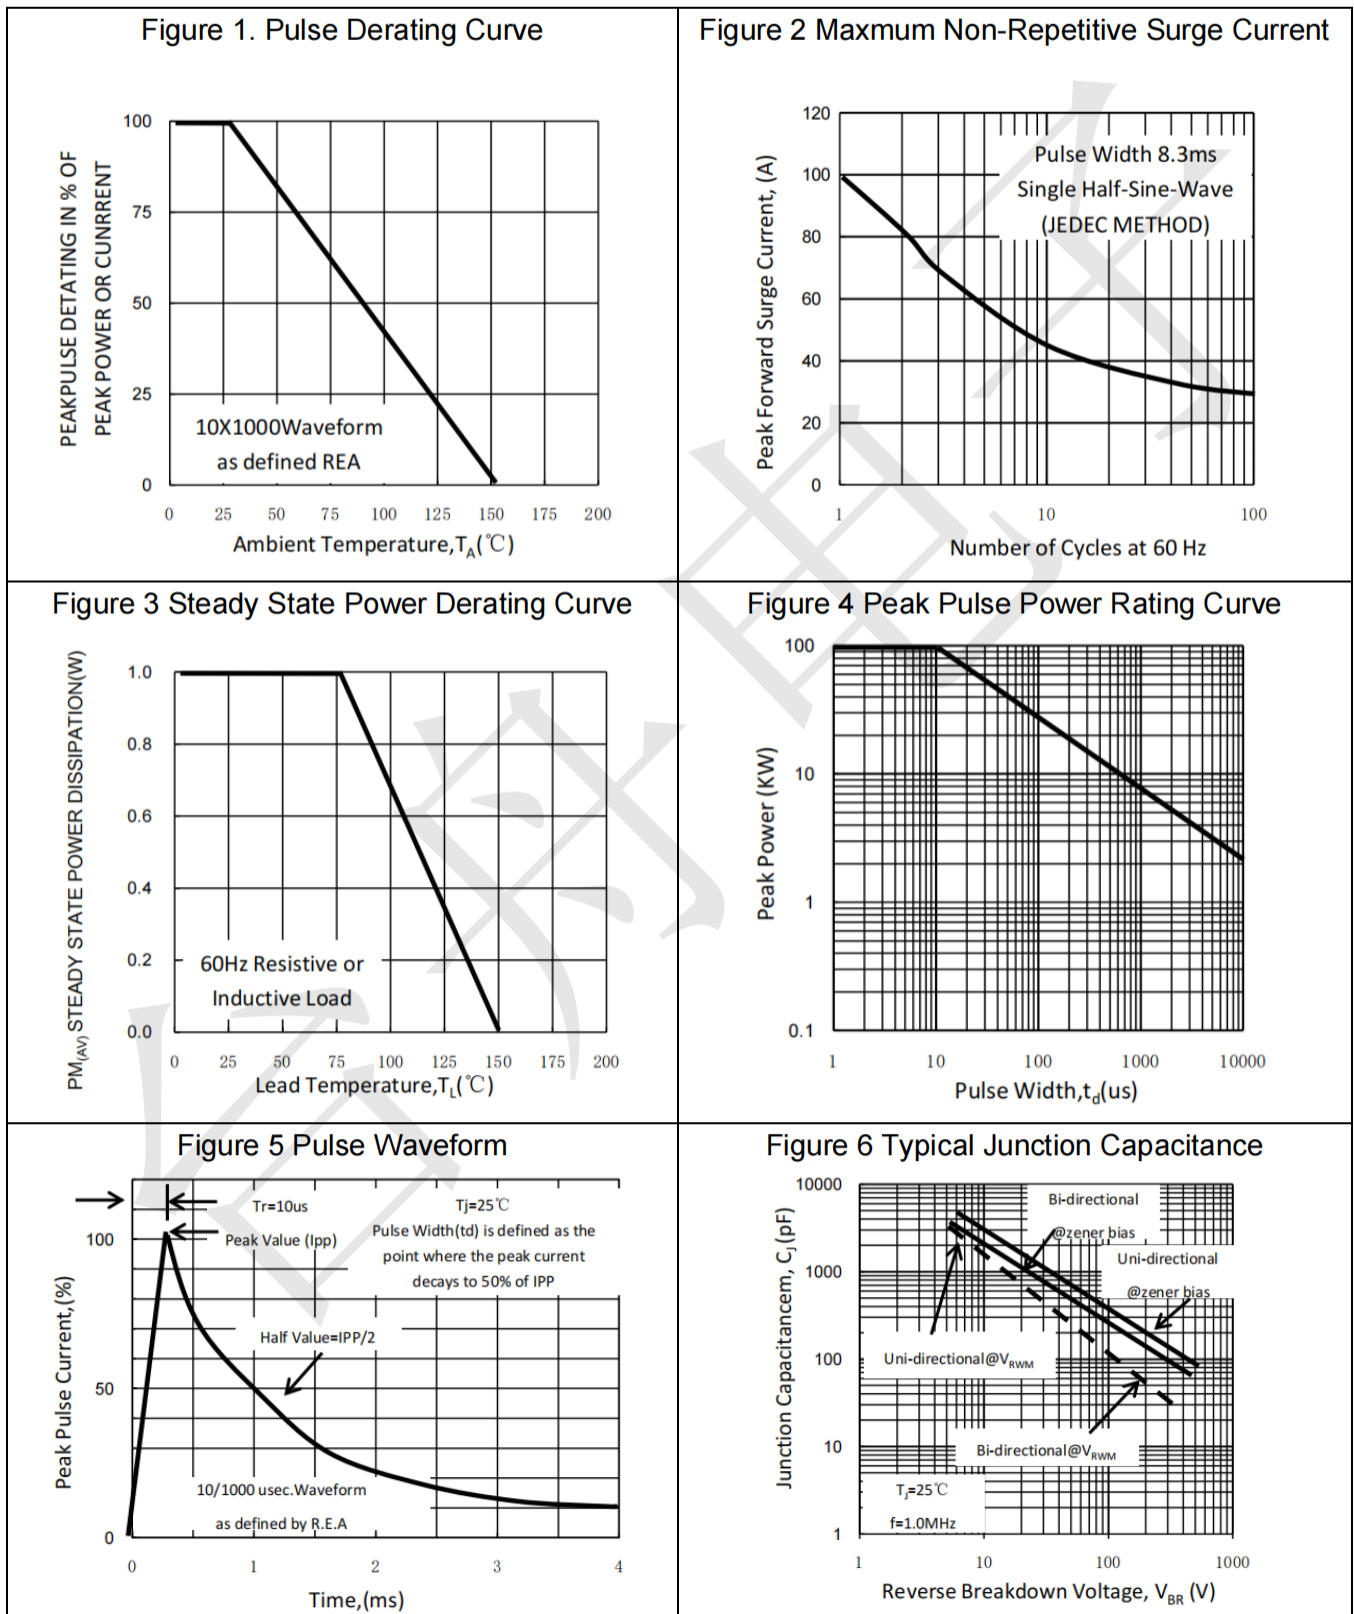 Figure 1. Pulse Derating Curve
PEAKPULSE DETATING IN % OF
PEAK POWER OR CUNRRENT
100
75
50
25
0
10X1000Waveform
as defined REA
0 25 50 75 100 125 150 175 200
Ambient Temperature,TA(℃)
Figure 2 Maxmum Non-Repetitive Surge Current
Peak Forward Surge Current, (A)
120
100
80
60
40
20
0
Pulse Width 8.3ms
Single Half-Sine-Wave
(JEDEC METHOD)
1 10 100
Number of Cycles at 60 Hz
Figure 3 Steady State Power Derating Curve
PM(AV) STEADY STATE POWER DISSIPATION(W)
1.0
0.8
0.6
0.4
0.2
0.0
60Hz Resistive or
Inductive Load
0 25 50 75 100 125 150 175 200
Lead Temperature,TL(℃)
Figure 4 Peak Pulse Power Rating Curve
Peak Power (KW)
100
10
1
0.1
1 10 100 1000 10000
Pulse Width,td(us)
Figure 5 Pulse Waveform
Peak Pulse Current,(%)
100
50
0
Tr=10us
Peak Value (Ipp)
Tj=25℃
Pulse Width(td) is defined as the
point where the peak current
decays to 50% of IPP
Half Value=IPP/2
10/1000 usec.Waveform
as defined by R.E.A
0 1 2 3 4
Time,(ms)
Figure 6 Typical Junction Capacitance
Junction Capacitancem, CJ(pF)
10000
1000
100
10
1
Bi-directional
@zener bias
Uni-directional
@zener bias
Uni-directional@VRWM
Bi-directional@VRWM
TJ=25℃
f=1.0MHz
1 10 100 1000
Reverse Breakdown Voltage, VBR (V)
台舟电子